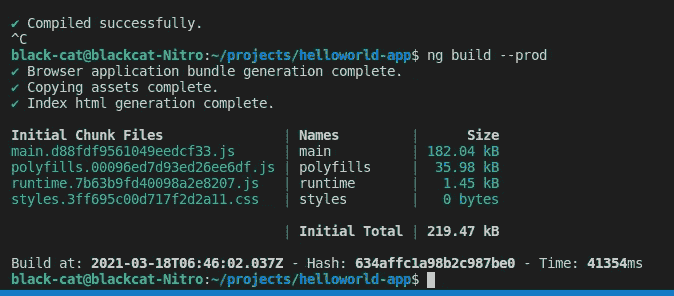 ✔ Compiled successfully.
^C
black-cat@blackcat-Nitro:~/projects/helloworld-app$ ng build --prod
✔ Browser application bundle generation complete.
✔ Copying assets complete.
✔ Index html generation complete.
Initial Chunk Files | Names | Size
main.d88fdf9561049eedcf33.js | main | 182.04 kB
polyfills.00096ed7d93ed26ee6df.js | polyfills | 35.98 kB
runtime.7b63b9fd40098a2e8207.js | runtime | 1.45 kB
styles.3ff695c00d717f2d2a11.css | styles | 0 bytes
| Initial Total | 219.47 kB
Build at: 2021-03-18T06:46:02.037Z - Hash: 634affc1a98b2c987be0 - Time: 41354ms
black-cat@blackcat-Nitro:~/projects/helloworld-app$